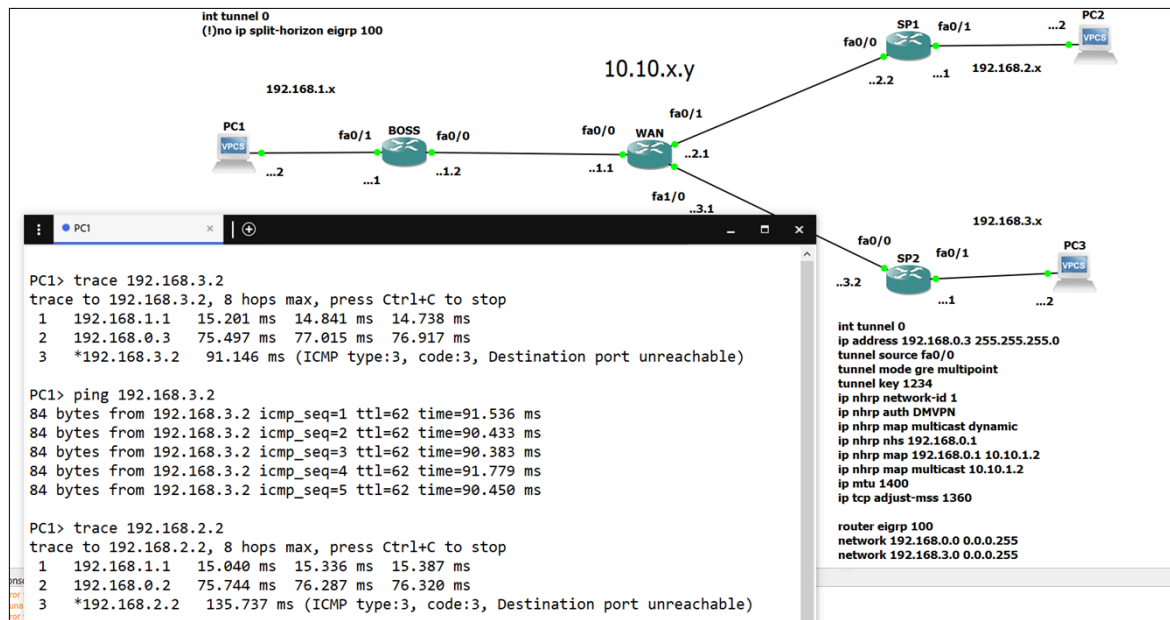 int tunnel 0
(!)no ip split-horizon eigrp 100
SP1
fa0/1
...2
PC2
VPCS
fa0/0
10.10.x.y
...1
192.168.2.x
..2.2
192.168.1.x
fa0/1
PC1
VPCS
fa0/1
BOSS
fa0/0
fa0/0
WAN
..2.1
...2
...1
..1.2
..1.1
fa1/0
..3.1
192.168.3.x
PC1
fa0/0
fa0/1
PC3
VPCS
SP2
..3.2
...1
...2
PC1> trace 192.168.3.2
trace to 192.168.3.2, 8 hops max, press Ctrl+C to stop
1 192.168.1.1 15.201 ms 14.841 ms 14.738 ms
2 192.168.0.3 75.497 ms 77.015 ms 76.917 ms
3 *192.168.3.2 91.146 ms (ICMP type:3, code:3, Destination port unreachable)
PC1> ping 192.168.3.2
84 bytes from 192.168.3.2 icmp_seq=1 ttl=62 time=91.536 ms
84 bytes from 192.168.3.2 icmp_seq=2 ttl=62 time=90.433 ms
84 bytes from 192.168.3.2 icmp_seq=3 ttl=62 time=90.383 ms
84 bytes from 192.168.3.2 icmp_seq=4 ttl=62 time=91.779 ms
84 bytes from 192.168.3.2 icmp_seq=5 ttl=62 time=90.450 ms
PC1> trace 192.168.2.2
trace to 192.168.2.2, 8 hops max, press Ctrl+C to stop
1 192.168.1.1 15.040 ms 15.336 ms 15.387 ms
2 192.168.0.2 75.744 ms 76.287 ms 76.320 ms
3 *192.168.2.2 135.737 ms (ICMP type:3, code:3, Destination port unreachable)
int tunnel 0
ip address 192.168.0.3 255.255.255.0
tunnel source fa0/0
tunnel mode gre multipoint
tunnel key 1234
ip nhrp network-id 1
ip nhrp auth DMVPN
ip nhrp map multicast dynamic
ip nhrp nhs 192.168.0.1
ip nhrp map 192.168.0.1 10.10.1.2
ip nhrp map multicast 10.10.1.2
ip mtu 1400
ip tcp adjust-mss 1360
router eigrp 100
network 192.168.0.0 0.0.0.255
network 192.168.3.0 0.0.0.255